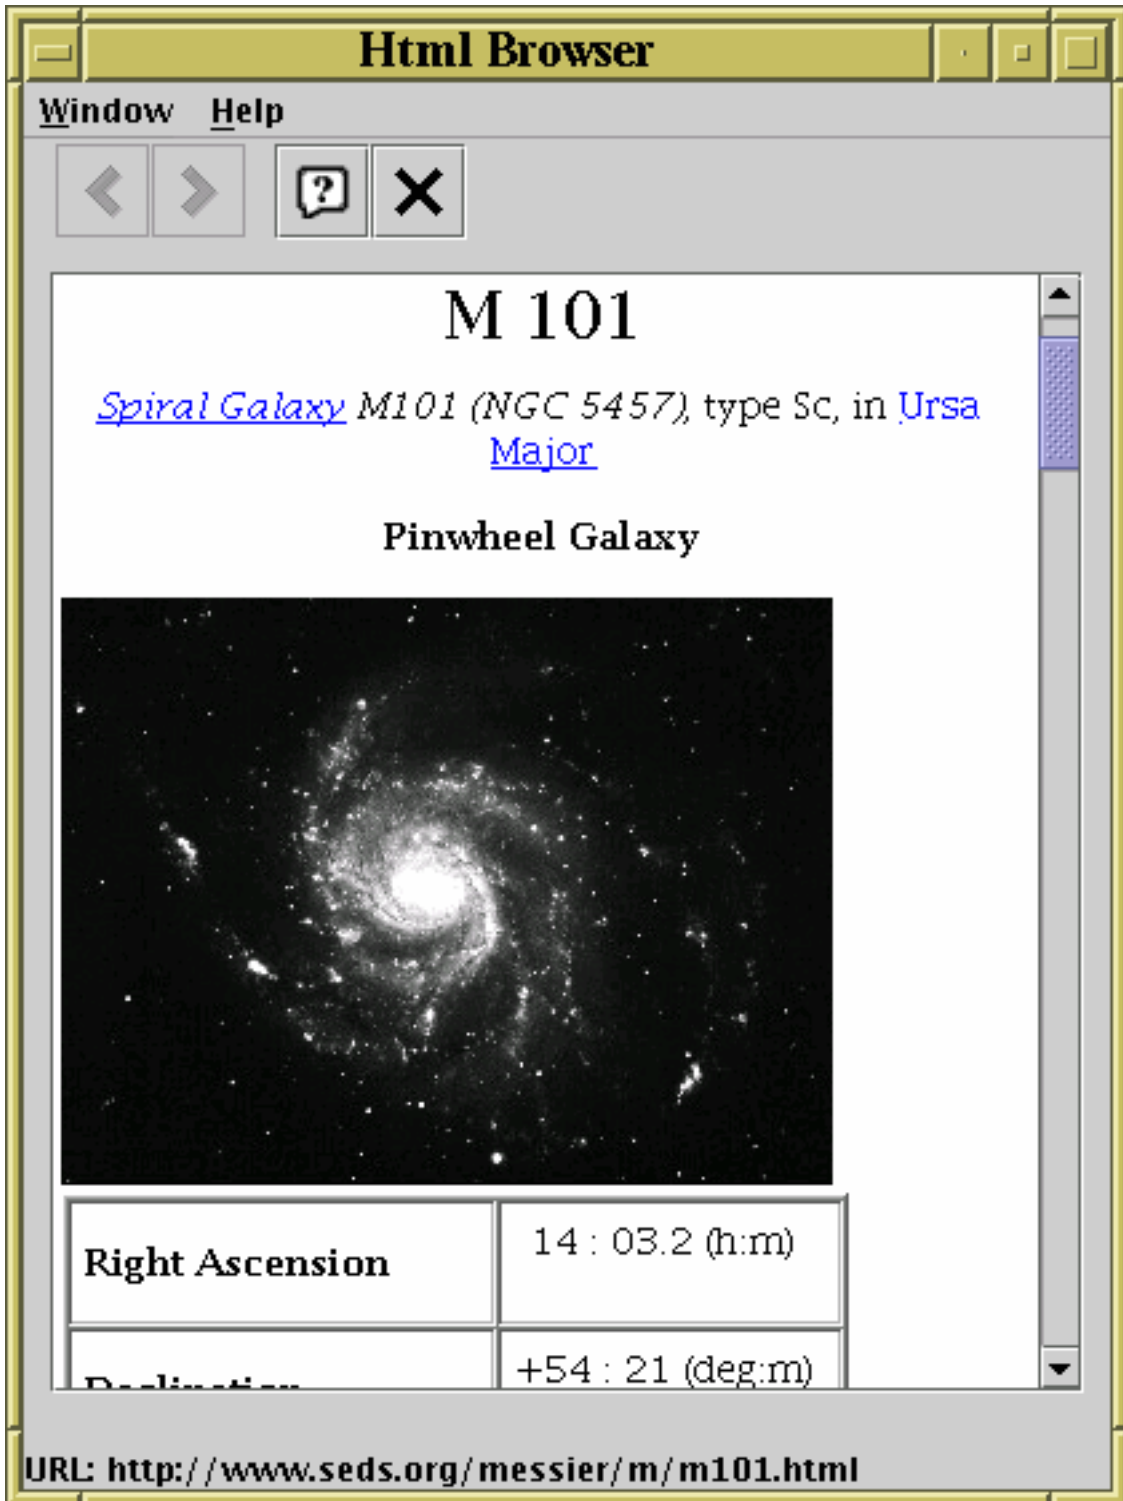 Html Browser
Window Help
?
M 101
Spiral Galaxy M101 (NGC 5457), type Sc, in Ursa
Major
Pinwheel Galaxy
Right Ascension 14 : 03.2 (h:m)
Declination +54 : 21 (deg:m)
URL: http://www.seds.org/messier/m/m101.html